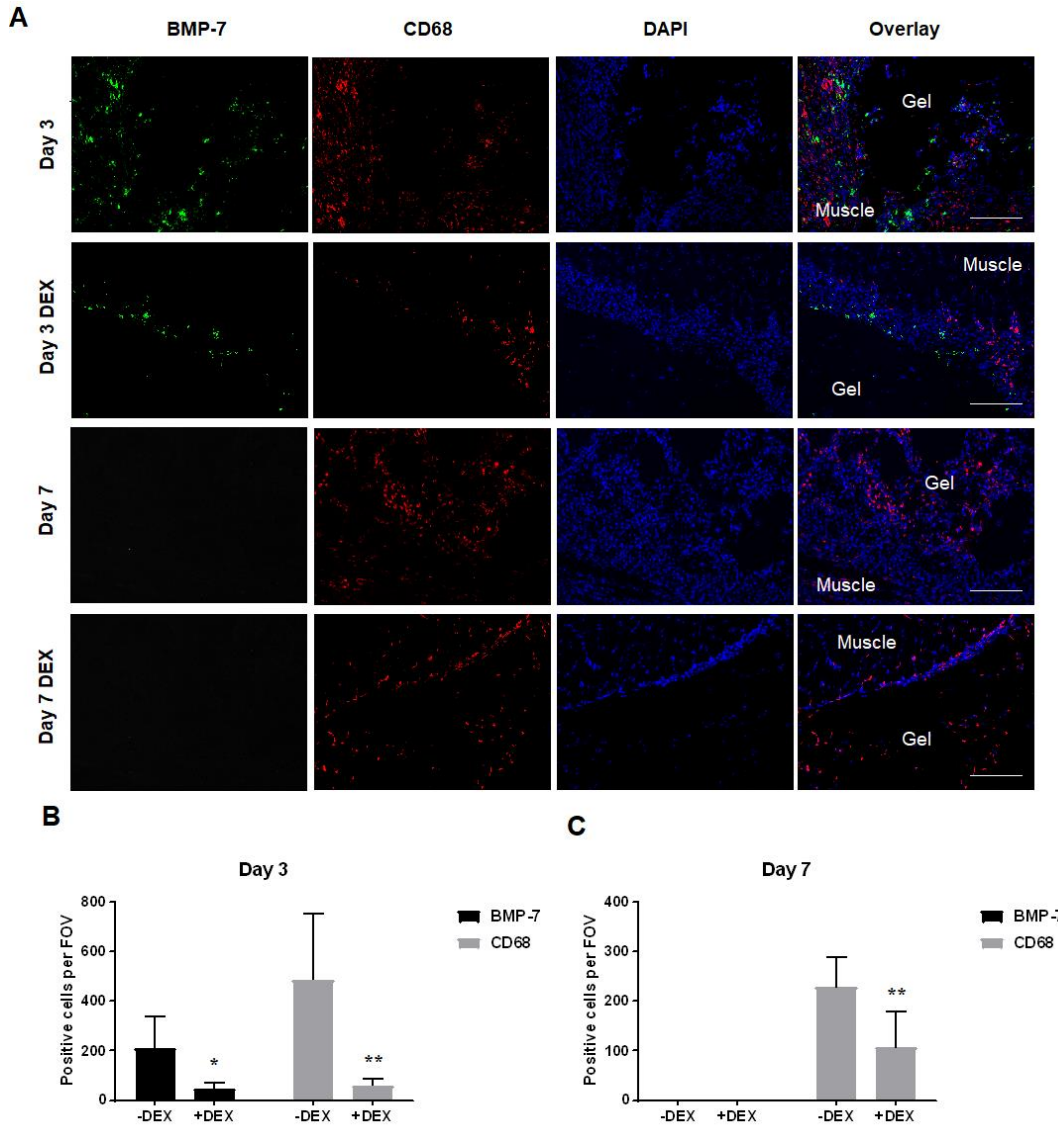 A
BMP-7
CD68
DAPI
Overlay
Day 3
Gel
Muscle
Day 3 DEX
Muscle
Gel
Day 7
Gel
Muscle
Day 7 DEX
Muscle
Gel
B
Day 3
Positive cells per FOV
800
600
400
200
0
*
**
-DEX
+DEX
-DEX
+DEX
BMP-7
CD68
C
Day 7
Positive cells per FOV
400
300
200
100
0
**
-DEX
+DEX
-DEX
+DEX
BMP-7
CD68